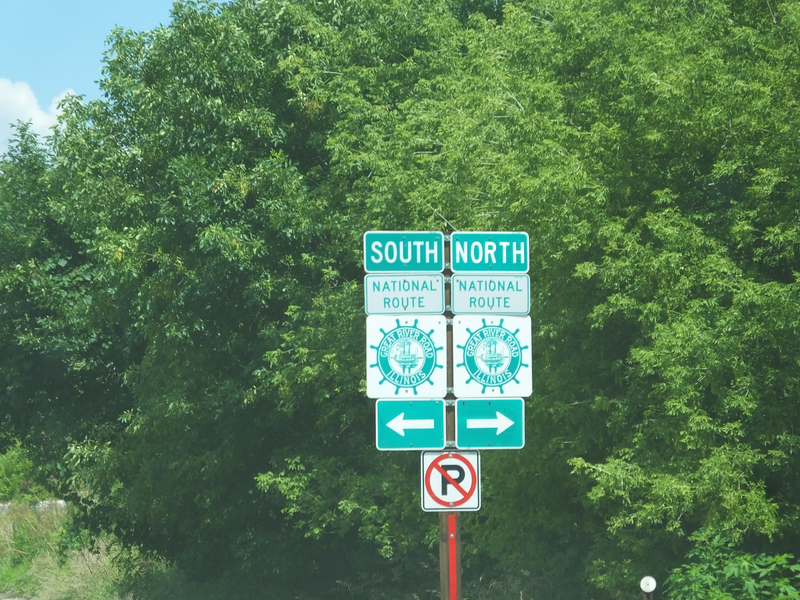 SOUTH
NATIONAL
ROUTE
GREAT RIVER ROAD
ILLINOIS
NORTH
NATIONAL
ROUTE
GREAT RIVER ROAD
ILLINOIS
P